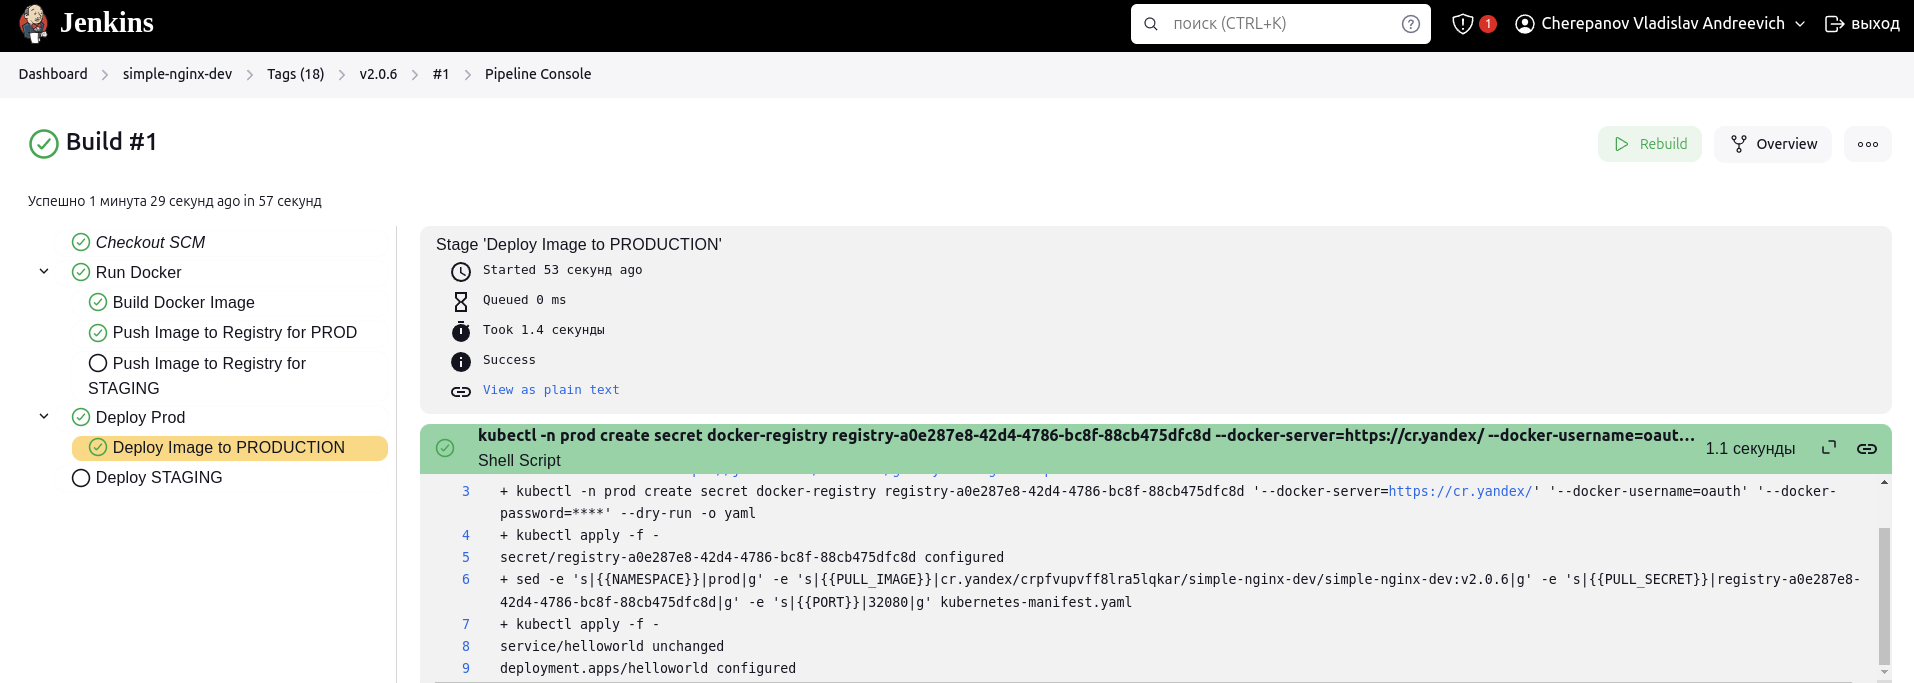 Jenkins
поиск (CTRL+K)
1
Cherepanov Vladislav Andreevich
выход
Dashboard
simple-nginx-dev
Tags (18)
v2.0.6
#1
Pipeline Console
Build #1
Rebuild
Overview
Успешно 1 минута 29 секунд ago in 57 секунд
Checkout SCM
Run Docker
Build Docker Image
Push Image to Registry for PROD
Push Image to Registry for
STAGING
Deploy Prod
Deploy Image to PRODUCTION
Deploy STAGING
Stage 'Deploy Image to PRODUCTION'
Started 53 секунд ago
Queued 0 ms
Took 1.4 секунды
Success
View as plain text
kubectl -n prod create secret docker-registry registry-a0e287e8-42d4-4786-bc8f-88cb475dfc8d --docker-server=https://cr.yandex/ --docker-username=oaut...
Shell Script
1.1 секунды
3 + kubectl -n prod create secret docker-registry registry-a0e287e8-42d4-4786-bc8f-88cb475dfc8d '--docker-server=https://cr.yandex/' '--docker-username=oauth' '--docker-
password=****' --dry-run -o yaml
4 + kubectl apply -f -
5 secret/registry-a0e287e8-42d4-4786-bc8f-88cb475dfc8d configured
6 + sed -e 's|{{NAMESPACE}}|prod|g' -e 's|{{PULL_IMAGE}}|cr.yandex/crpfvupvff8lra5lqkar/simple-nginx-dev/simple-nginx-dev:v2.0.6|g' -e 's|{{PULL_SECRET}}|registry-a0e287e8-
42d4-4786-bc8f-88cb475dfc8d|g' -e 's|{{PORT}}|32080|g' kubernetes-manifest.yaml
7 + kubectl apply -f -
8 service/helloworld unchanged
9 deployment.apps/helloworld configured